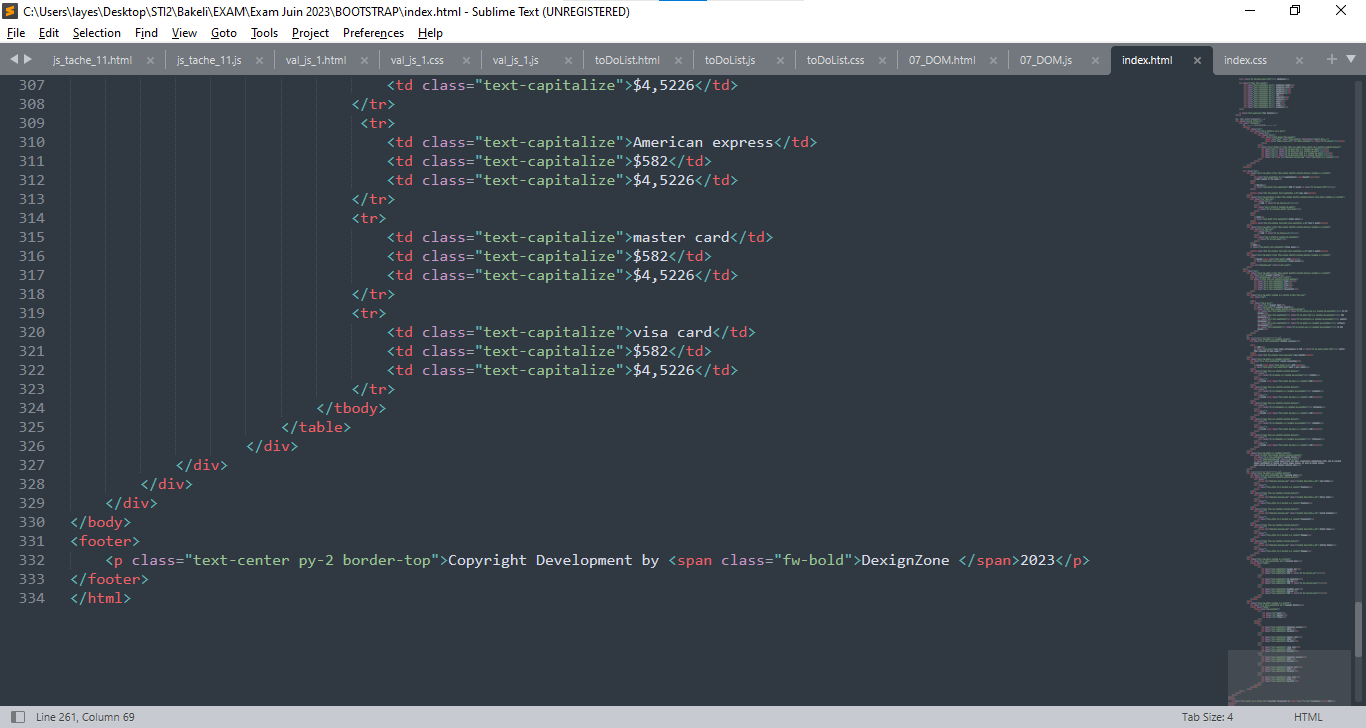 C:\Users\layes\Desktop\STI2\Bakeli\EXAM\Exam Juin 2023\BOOTSTRAP\index.html - Sublime Text (UNREGISTERED)
File Edit Selection Find View Goto Tools Project Preferences Help
js_tache_11.html × js_tache_11.js × val_js_1.html × val_js_1.css × val_js_1.js × toDoList.html × toDoList.js × toDoList.css × 07_DOM.html × 07_DOM.js × index.html × index.css ×
307 <td class="text-capitalize">$4,5226</td>
308 </tr>
309 <tr>
310 <td class="text-capitalize">American express</td>
311 <td class="text-capitalize">$582</td>
312 <td class="text-capitalize">$4,5226</td>
313 </tr>
314 <tr>
315 <td class="text-capitalize">master card</td>
316 <td class="text-capitalize">$582</td>
317 <td class="text-capitalize">$4,5226</td>
318 </tr>
319 <tr>
320 <td class="text-capitalize">visa card</td>
321 <td class="text-capitalize">$582</td>
322 <td class="text-capitalize">$4,5226</td>
323 </tr>
324 </tbody>
325 </table>
326 </div>
327 </div>
328 </div>
329 </div>
330 </body>
331 <footer>
332 <p class="text-center py-2 border-top">Copyright Development by <span class="fw-bold">DexignZone </span>2023</p>
333 </footer>
334 </html>
Line 261, Column 69 Tab Size: 4 HTML